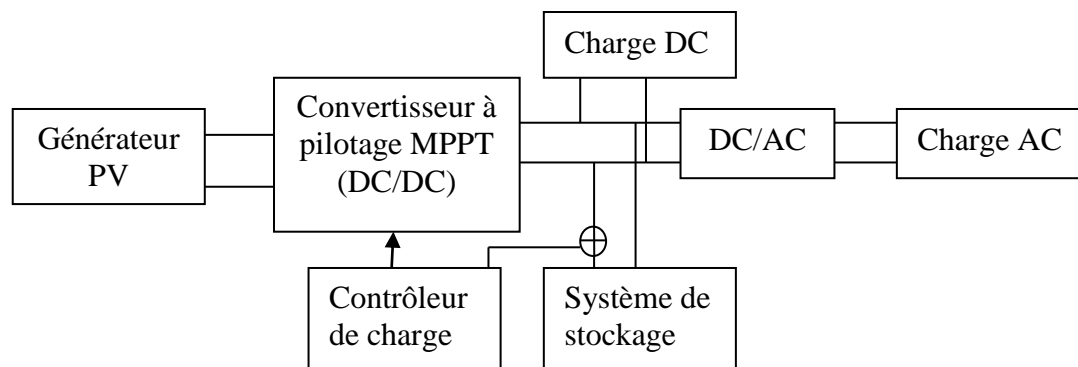 Charge DC
Générateur
PV
Convertisseur à
pilotage MPPT
(DC/DC)
DC/AC
Charge AC
Contrôleur
de charge
Système de
stockage